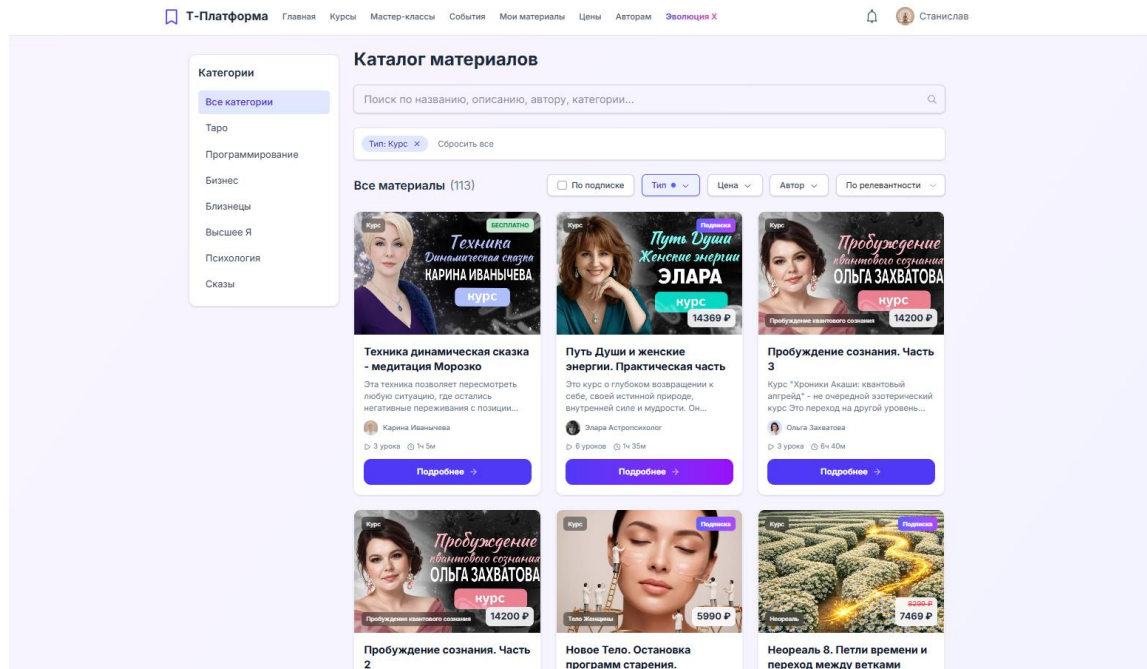 Т-Платформа Главная Курсы Мастер-классы События Мои материалы Цены Авторам Эволюция X Станислав
Категории
Все категории
Таро
Программирование
Бизнес
Близнецы
Высшее Я
Психология
Сказы
Каталог материалов
Поиск по названию, описанию, автору, категории...
Тип: Курс × Сбросить все
Все материалы (113)
По подписке Тип Цена Автор По релевантности
Курс БЕСПЛАТНО
Техника
Динамическая сказка
КАРИНА ИВАНЫЧЕВА
курс
Техника динамическая сказка
- медитация Морозко
Эта техника позволяет пересмотреть
любую ситуацию, где остались
негативные переживания с позиции...
Карина Иванычева
3 урока 1ч 5м
Подробнее →
Курс Подписка
Путь Души
Женские энергии
ЭЛАРА
курс
14369 ₽
Путь Души и женские
энергии. Практическая часть
Это курс о глубоком возвращении к
себе, своей истинной природе,
внутренней силе и мудрости. Он...
Элара Астропсихолог
6 уроков 1ч 35м
Подробнее →
Курс
Пробуждение
квантового сознания
ОЛЬГА ЗАХВАТОВА
курс
Пробуждение квантового сознания 14200 ₽
Пробуждение сознания. Часть
3
Курс "Хроники Акаши: квантовый
апгрейд" - не очередной эзотерический
курс Это переход на другой уровень...
Ольга Захватова
3 урока 6ч 40м
Подробнее →
Курс
Пробуждение
квантового сознания
ОЛЬГА ЗАХВАТОВА
курс
Пробуждение квантового сознания 14200 ₽
Пробуждение сознания. Часть
2
Курс Подписка
Тело Женщины 5990 ₽
Новое Тело. Остановка
программ старения.
Курс Подписка
8299 ₽
Неореаль 7469 ₽
Неореаль 8. Петли времени и
переход между ветками